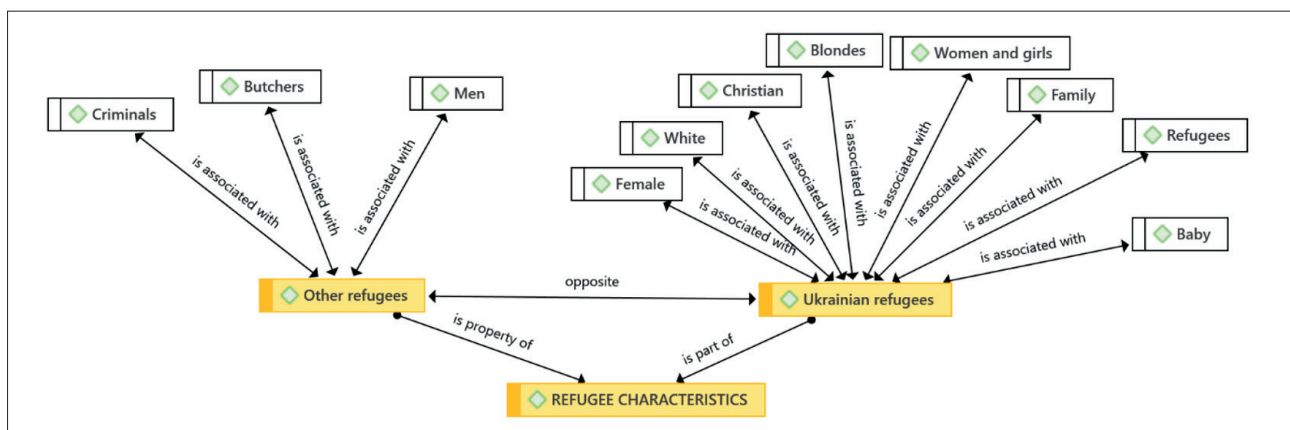 Blondes
Women and girls
Butchers
Men
Christian
Family
Criminals
White
Refugees
Female
Baby
is associated with
is associated with
is associated with
is associated with
is associated with
is associated with
is associated with
is associated with
is associated with
is associated with
is associated with
Other refugees
opposite
Ukrainian refugees
is property of
is part of
REFUGEE CHARACTERISTICS